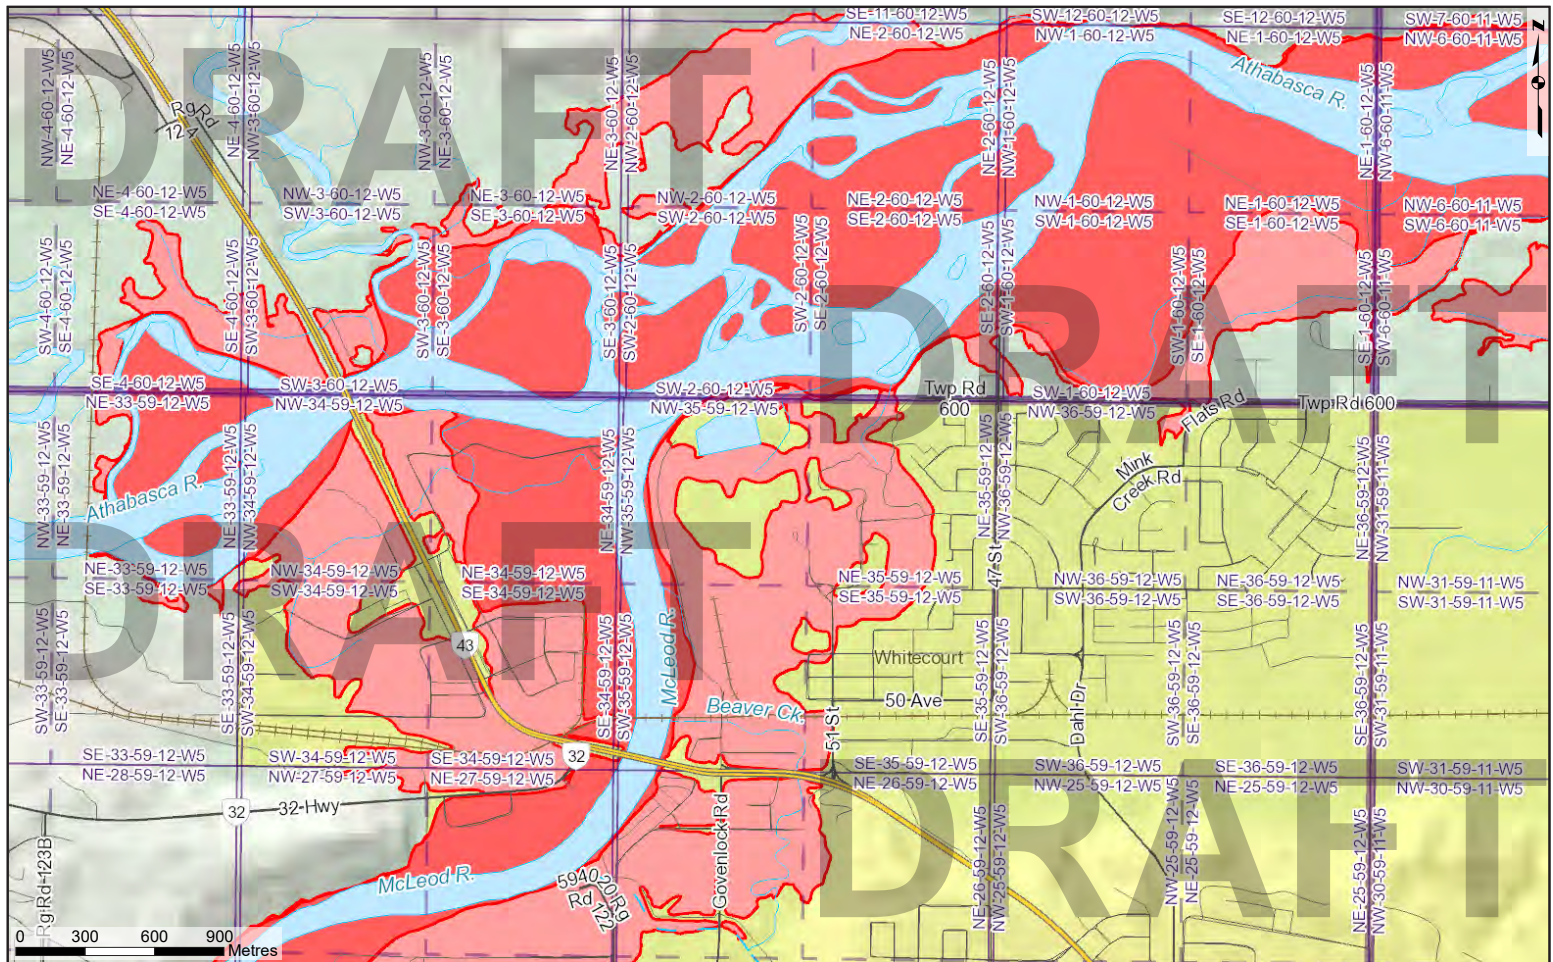 SE-11-60-12-W5
SW-12-60-12-W5
SE-12-60-12-W5
SW-7-60-11-W5
NE-2-60-12-W5
NW-1-60-12-W5
NE-1-60-12-W5
NW-6-60-11-W5
Z
DRAFT
NW-4-60-12-W5
NE-4-60-12-W5
NE-4-60-12-W5
NW-3-60-12-W5
NW-3-60-12-W5
NE-3-60-12-W5
NE-3-60-12-W5
NW-2-60-12-W5
NE-2-60-12-W5
NW-1-60-12-W5
NE-1-60-12-W5
NW-6-60-11-W5
Athabasca R.
Rg Rd
124
NE-4-60-12-W5
NW-3-60-12-W5
NE-3-60-12-W5
NW-2-60-12-W5
NE-2-60-12-W5
NW-1-60-12-W5
NE-1-60-12-W5
NW-6-60-11-W5
SE-4-60-12-W5
SW-3-60-12-W5
SE-3-60-12-W5
SW-2-60-12-W5
SE-2-60-12-W5
SW-1-60-12-W5
SE-1-60-12-W5
SW-6-60-11-W5
SW-4-60-12-W5
SE-4-60-12-W5
SE-4-60-12-W5
SW-3-60-12-W5
SW-3-60-12-W5
SE-3-60-12-W5
SE-3-60-12-W5
SW-2-60-12-W5
SW-2-60-12-W5
SE-2-60-12-W5
SE-2-60-12-W5
SW-1-60-12-W5
SW-1-60-12-W5
SE-1-60-12-W5
SE-1-60-12-W5
SW-6-60-11-W5
DRAFT
SE-4-60-12-W5
SW-3-60-12-W5
SW-2-60-12-W5
Twp Rd
600
SW-1-60-12-W5
Flats Rd
Twp Rd 600
NE-33-59-12-W5
NW-34-59-12-W5
NW-35-59-12-W5
NW-36-59-12-W5
NW-33-59-12-W5
NE-33-59-12-W5
NE-33-59-12-W5
NW-34-59-12-W5
NE-34-59-12-W5
NW-35-59-12-W5
NE-35-59-12-W5
NW-36-59-12-W5
NE-36-59-12-W5
NW-31-59-11-W5
Mink
Creek Rd
Athabasca R.
DRAFT
47 St
NE-33-59-12-W5
NW-34-59-12-W5
NE-34-59-12-W5
NE-35-59-12-W5
NW-36-59-12-W5
NE-36-59-12-W5
NW-31-59-11-W5
SE-33-59-12-W5
SW-34-59-12-W5
SE-34-59-12-W5
SE-35-59-12-W5
SW-36-59-12-W5
SE-36-59-12-W5
SW-31-59-11-W5
SW-33-59-12-W5
SE-33-59-12-W5
SE-33-59-12-W5
SW-34-59-12-W5
43
SE-34-59-12-W5
SW-35-59-12-W5
McLeod R.
Whitecourt
SE-35-59-12-W5
SW-36-59-12-W5
SW-36-59-12-W5
SE-36-59-12-W5
SE-36-59-12-W5
SW-31-59-11-W5
50 Ave
Beaver Ck.
51 St
Dahl Dr
32
SE-33-59-12-W5
SW-34-59-12-W5
SE-34-59-12-W5
SE-35-59-12-W5
SW-36-59-12-W5
SE-36-59-12-W5
SW-31-59-11-W5
NE-28-59-12-W5
NW-27-59-12-W5
NE-27-59-12-W5
NE-26-59-12-W5
NW-25-59-12-W5
NE-25-59-12-W5
NW-30-59-11-W5
DRAFT
32
32 Hwy
Rg Rd 123B
Govenlock Rd
NE-26-59-12-W5
NW-25-59-12-W5
NW-25-59-12-W5
NE-25-59-12-W5
NE-25-59-12-W5
NW-30-59-11-W5
McLeod R.
5940
20 Rg
Rd 122
0 300 600 900
Metres